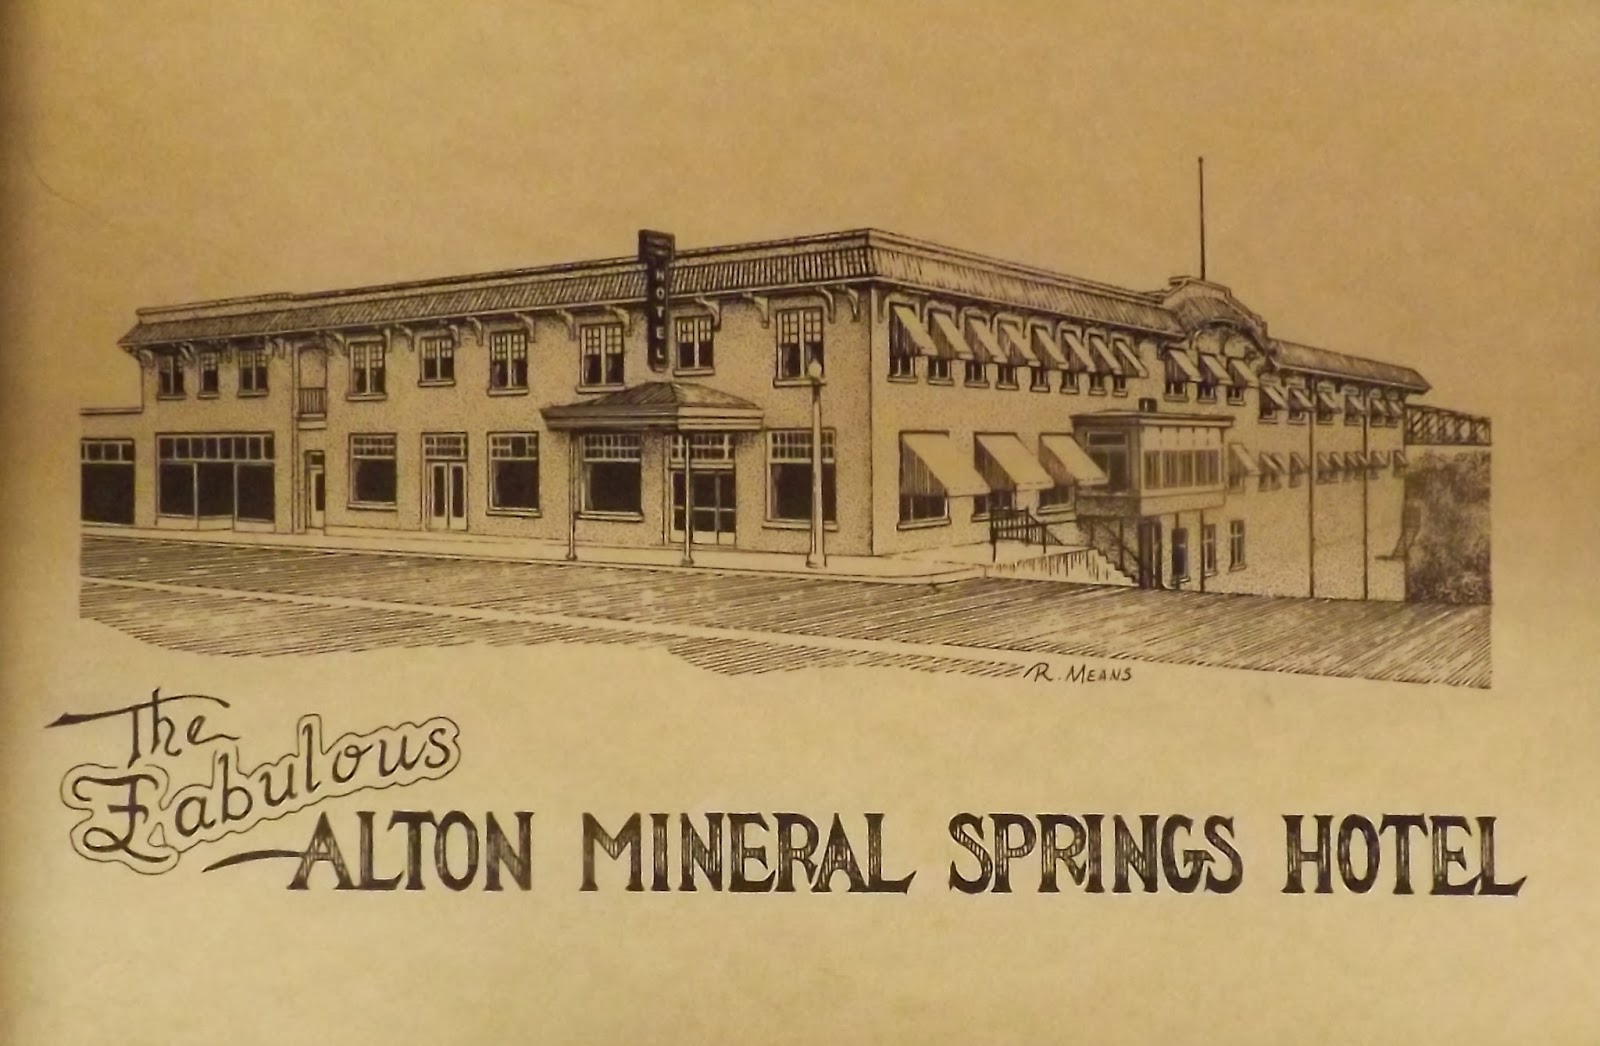 HOTEL
R. MEANS
The
Fabulous
ALTON MINERAL SPRINGS HOTEL